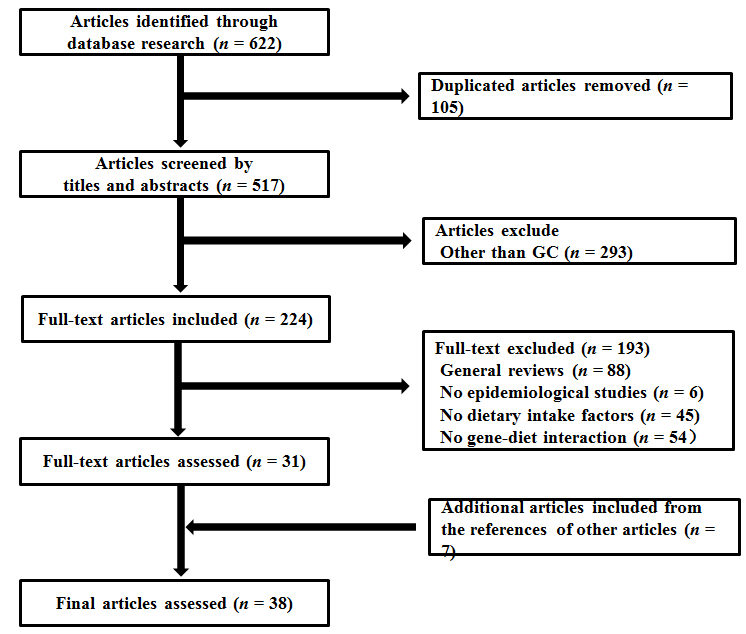 Articles identified through
database research (n = 622)
Duplicated articles removed (n =
105)
Articles screened by
titles and abstracts (n = 517)
Articles exclude
Other than GC (n = 293)
Full-text articles included (n = 224)
Full-text excluded (n = 193)
General reviews (n = 88)
No epidemiological studies (n = 6)
No dietary intake factors (n = 45)
No gene-diet interaction (n = 54）
Full-text articles assessed (n = 31)
Additional articles included from
the references of other articles (n =
7)
Final articles assessed (n = 38)